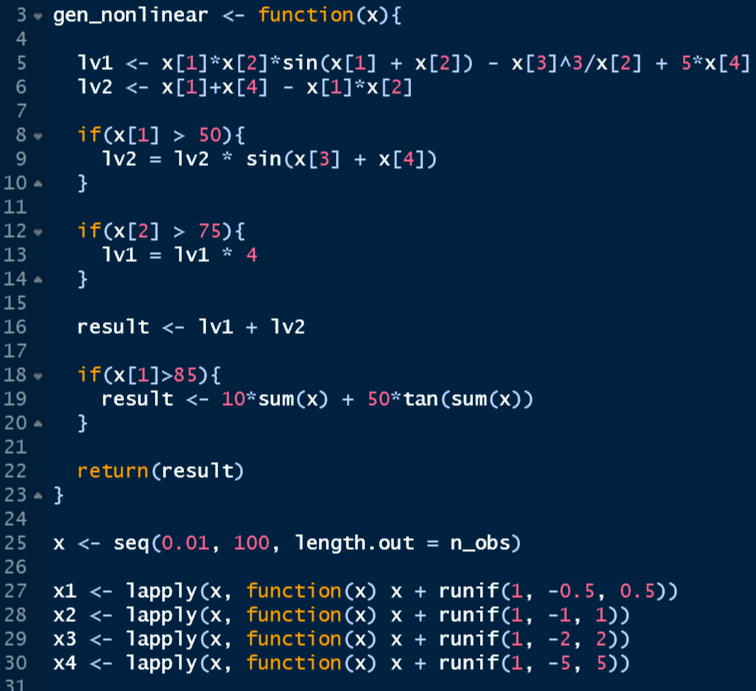 3 gen_nonlinear <- function(x){
4
5   lv1 <- x[1]*x[2]*sin(x[1] + x[2]) - x[3]^3/x[2] + 5*x[4]
6   lv2 <- x[1]+x[4] - x[1]*x[2]
7
8   if(x[1] > 50){
9     lv2 = lv2 * sin(x[3] + x[4])
10   }
11
12   if(x[2] > 75){
13     lv1 = lv1 * 4
14   }
15
16   result <- lv1 + lv2
17
18   if(x[1]>85){
19     result <- 10*sum(x) + 50*tan(sum(x))
20   }
21
22   return(result)
23 }
24
25 x <- seq(0.01, 100, length.out = n_obs)
26
27 x1 <- lapply(x, function(x) x + runif(1, -0.5, 0.5))
28 x2 <- lapply(x, function(x) x + runif(1, -1, 1))
29 x3 <- lapply(x, function(x) x + runif(1, -2, 2))
30 x4 <- lapply(x, function(x) x + runif(1, -5, 5))
31